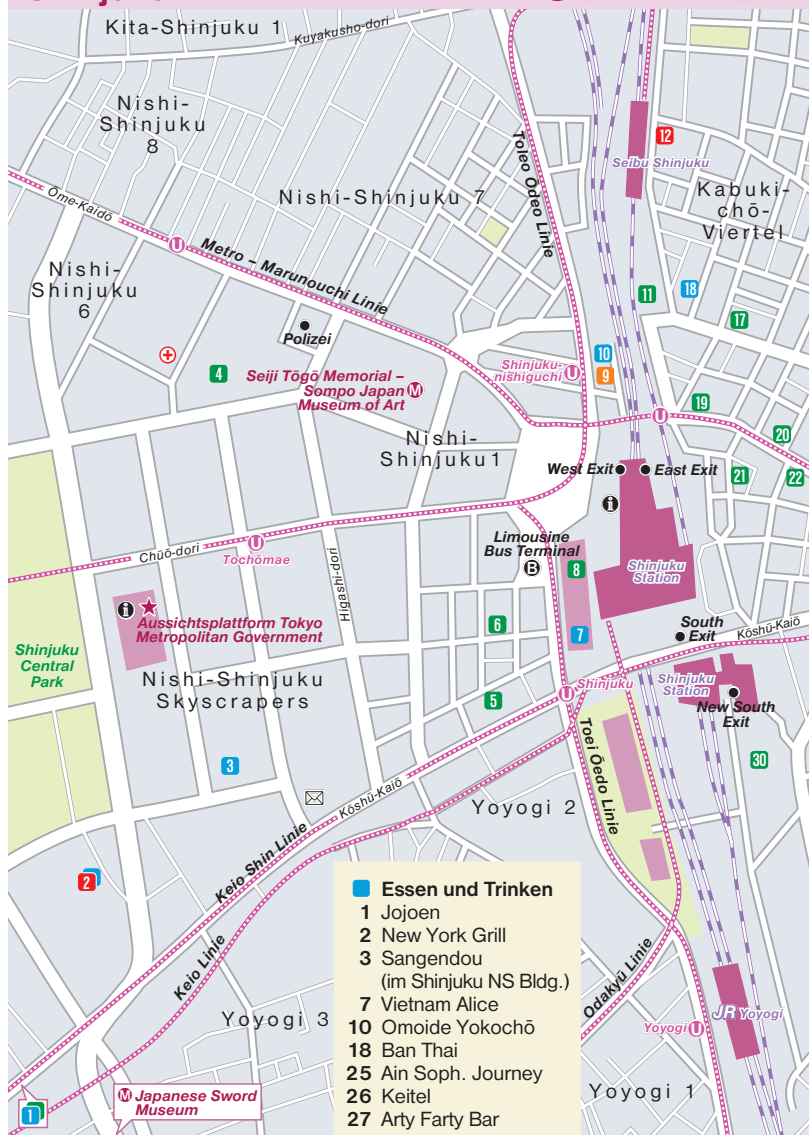 Kita-Shinjuku 1
Kuyakusho-dori
Nishi-
Shinjuku
8
Toleo Ōdeo Linie
12
Seibu Shinjuku
Ōme-Kaidō
U
Nishi-Shinjuku 7
Kabuki-
chō-
Viertel
Metro – Marunouchi Linie
Nishi-
Shinjuku
6
11
18
17
Polizei
4
Seiji Tōgō Memorial –
Sompo Japan
Museum of Art
M
Shinjuku-
nishiguchi
U
10
9
19
U
20
Nishi-
Shinjuku1
West Exit
East Exit
21
22
i
Chūō-dori
U
Tochōmae
Higashi-dori
Limousine
Bus Terminal
B
8
Shinjuku
Station
i
Aussichtsplattform Tokyo
Metropolitan Government
6
7
South
Exit
Kōshū-Kaiō
Shinjuku
Central
Park
Nishi-Shinjuku
Skyscrapers
5
U
Shinjuku
Shinjuku
Station
New South
Exit
3
Toei Ōedo Linie
30
Kōshū-Kaiō
Yoyogi 2
Keio Shin Linie
2
Keio Linie
Essen und Trinken
1 Jojoen
2 New York Grill
3 Sangendou
(im Shinjuku NS Bldg.)
7 Vietnam Alice
10 Omoide Yokochō
18 Ban Thai
25 Ain Soph. Journey
26 Keitel
27 Arty Farty Bar
Odakyū Linie
JR Yoyogi
Yoyogi
U
Yoyogi 3
Yoyogi 1
1
M Japanese Sword
Museum